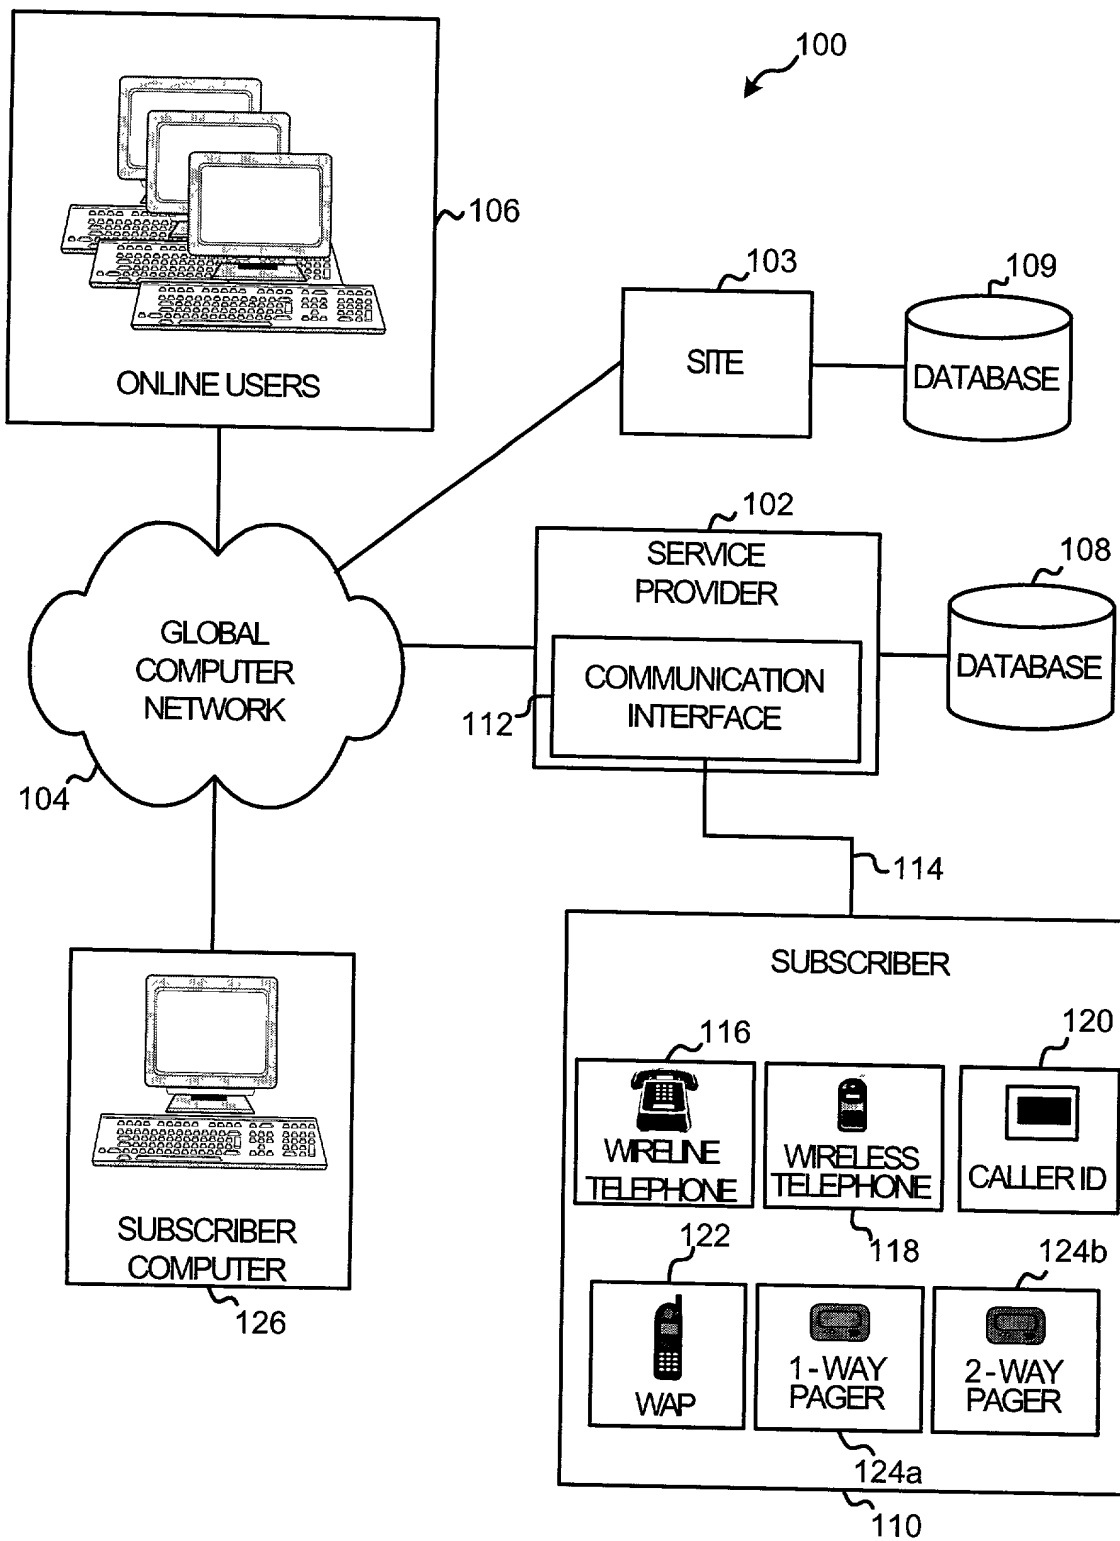 100
106
ONLINE USERS
103
SITE
109
DATABASE
102
SERVICE
PROVIDER
108
DATABASE
GLOBAL
COMPUTER
NETWORK
104
COMMUNICATION
INTERFACE
112
114
SUBSCRIBER
116
WIRELINE
TELEPHONE
WIRELESS
TELEPHONE
118
120
CALLER ID
122
WAP
1-WAY
PAGER
124a
124b
2-WAY
PAGER
110
SUBSCRIBER
COMPUTER
126